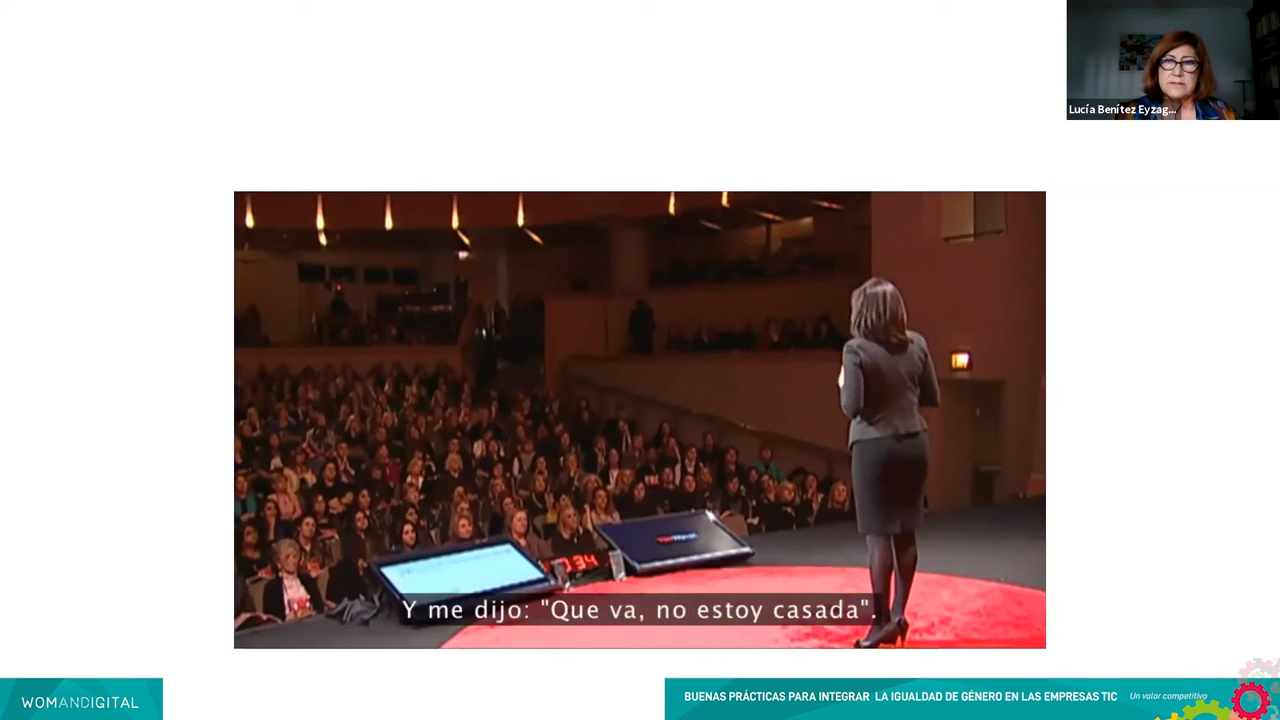 Lucía Benítez Eyzag...
Y me dijo: "Que va, no estoy casada".
WOMANDIGITAL
BUENAS PRÁCTICAS PARA INTEGRAR LA IGUALDAD DE GÉNERO EN LAS EMPRESAS TIC Un valor competitivo